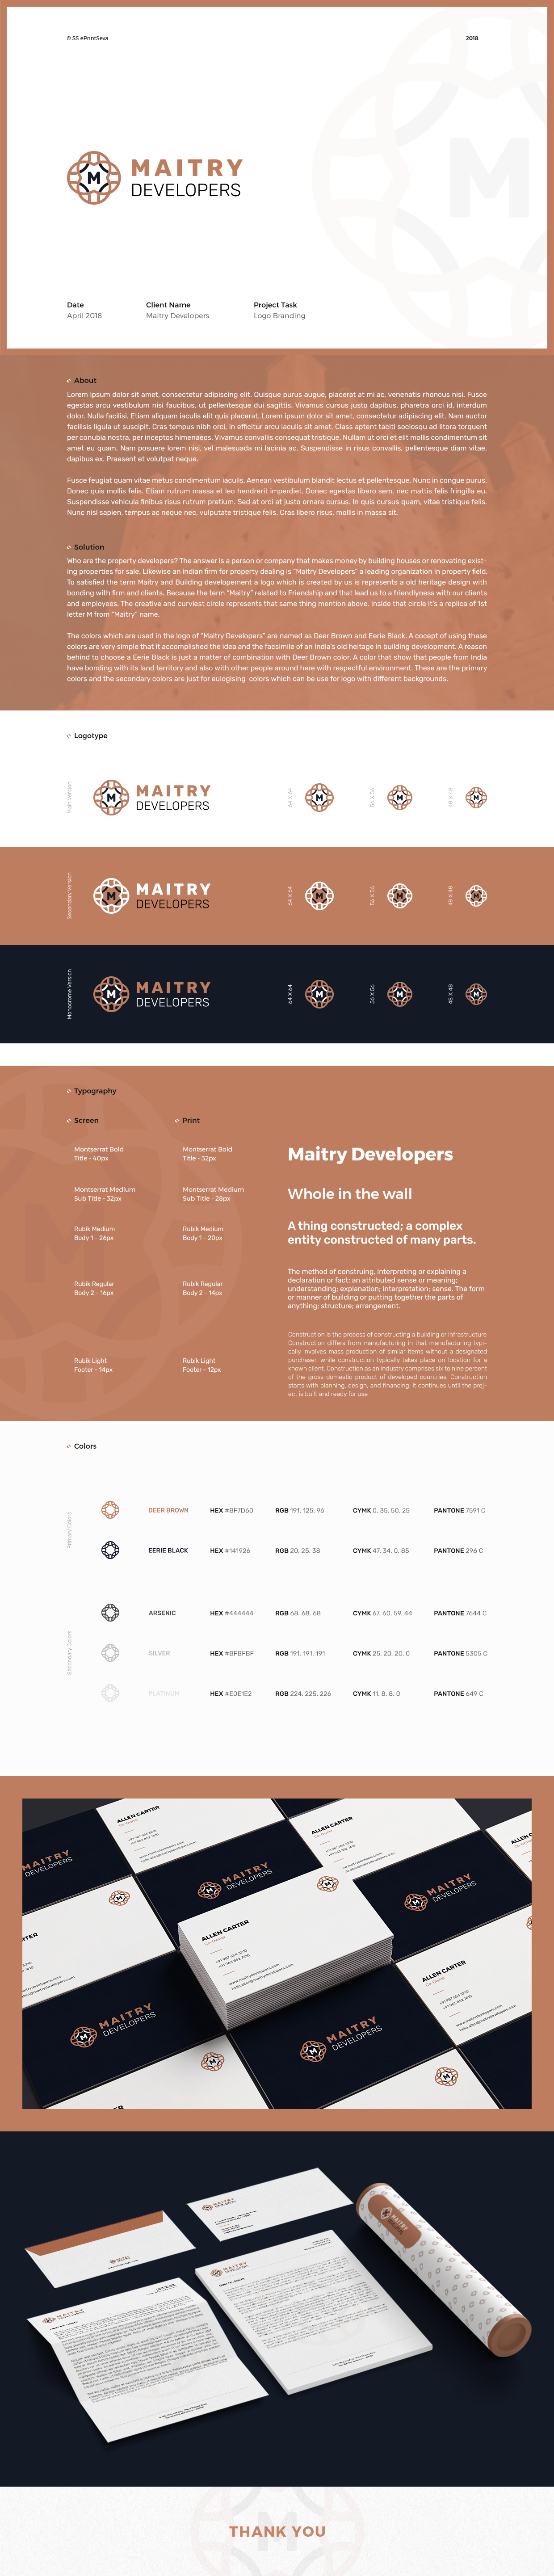 © SS ePrintSeva
2018
M
MAITRY
DEVELOPERS
M
Date
April 2018
Client Name
Maitry Developers
Project Task
Logo Branding
About
Lorem ipsum dolor sit amet, consectetur adipiscing elit. Quisque purus augue, placerat at mi ac, venenatis rhoncus nisi. Fusce
egestas arcu vestibulum nisi faucibus, ut pellentesque dui sagittis. Vivamus cursus justo dapibus, pharetra orci id, interdum
dolor. Nulla facilisi. Etiam aliquam iaculis elit quis placerat. Lorem ipsum dolor sit amet, consectetur adipiscing elit. Nam auctor
facilisis ligula ut suscipit. Cras tempus nibh orci, in efficitur arcu iaculis sit amet. Class aptent taciti sociosqu ad litora torquent
per conubia nostra, per inceptos himenaeos. Vivamus convallis consequat tristique. Nullam ut orci et elit mollis condimentum sit
amet eu quam. Nam posuere lorem nisi, vel malesuada mi lacinia ac. Suspendisse in risus convallis, pellentesque diam vitae,
dapibus ex. Praesent et volutpat neque.
Fusce feugiat quam vitae metus condimentum iaculis. Aenean vestibulum blandit lectus et pellentesque. Nunc in congue purus.
Donec quis mollis felis. Etiam rutrum massa et leo hendrerit imperdiet. Donec egestas libero sem, nec mattis felis fringilla eu.
Suspendisse vehicula finibus risus rutrum pretium. Sed at orci at justo ornare cursus. In quis cursus quam, vitae tristique felis.
Nunc nisl sapien, tempus ac neque nec, vulputate tristique felis. Cras libero risus, mollis in massa sit.
Solution
Who are the property developers? The answer is a person or company that makes money by building houses or renovating exist-
ing properties for sale. Likewise an indian firm for property dealing is "Maitry Developers" a leading organization in property field.
To satisfied the term Maitry and Building developement a logo which is created by us is represents a old heritage design with
bonding with firm and clients. Because the term "Maitry" related to Friendship and that lead us to a friendlyness with our clients
and employees. The creative and curviest circle represents that same thing mention above. Inside that circle it's a replica of 1st
letter M from "Maitry" name.
The colors which are used in the logo of "Maitry Developers" are named as Deer Brown and Eerie Black. A cocept of using these
colors are very simple that it accomplished the idea and the facsimile of an India's old heitage in building development. A reason
behind to choose a Eerie Black is just a matter of combination with Deer Brown color. A color that show that people from India
have bonding with its land territory and also with other people around here with respectful environment. These are the primary
colors and the secondary colors are just for eulogising colors which can be use for logo with different backgrounds.
Logotype
Main Version
M
MAITRY
DEVELOPERS
64 X 64
M
56 X 56
M
48 X 48
M
Secondary Version
M
MAITRY
DEVELOPERS
64 X 64
M
56 X 56
M
48 X 48
M
Monocrome Version
M
MAITRY
DEVELOPERS
64 X 64
M
56 X 56
M
48 X 48
M
Typography
Screen
Montserrat Bold
Title - 40px
Montserrat Medium
Sub Title - 32px
Rubik Medium
Body 1 - 26px
Rubik Regular
Body 2 - 16px
Rubik Light
Footer - 14px
Print
Montserrat Bold
Title - 32px
Montserrat Medium
Sub Title - 28px
Rubik Medium
Body 1 - 20px
Rubik Regular
Body 2 - 14px
Rubik Light
Footer - 12px
Maitry Developers
Whole in the wall
A thing constructed; a complex
entity constructed of many parts.
The method of construing, interpreting or explaining a
declaration or fact; an attributed sense or meaning;
understanding; explanation; interpretation; sense. The form
or manner of building or putting together the parts of
anything; structure; arrangement.
Construction is the process of constructing a building or infrastructure
Construction differs from manufacturing in that manufacturing typi-
cally involves mass production of similar items without a designated
purchaser, while construction typically takes place on location for a
known client. Construction as an industry comprises six to nine percent
of the gross domestic product of developed countries. Construction
starts with planning, design, and financing; it continues until the proj-
ect is built and ready for use
Colors
Primary Colors
DEER BROWN HEX #BF7D60 RGB 191, 125, 96 CYMK 0, 35, 50, 25 PANTONE 7591 C
EERIE BLACK HEX #141926 RGB 20, 25, 38 CYMK 47, 34, 0, 85 PANTONE 296 C
Secondary Colors
ARSENIC HEX #444444 RGB 68, 68, 68 CYMK 67, 60, 59, 44 PANTONE 7644 C
SILVER HEX #BFBFBF RGB 191, 191, 191 CYMK 25, 20, 20, 0 PANTONE 5305 C
PLATINUM HEX #E0E1E2 RGB 224, 225, 226 CYMK 11, 8, 8, 0 PANTONE 649 C
ALLEN CARTER
Co-Owner
MAITRY
DEVELOPERS
ALLEN CARTER
Co-Owner
MAITRY
DEVELOPERS
MAITRY
DEVELOPERS
ALLEN CARTER
Co-Owner
+91 987 654 3210
www.maitrydevelopers.com
ALLEN CARTER
Co-Owner
MAITRY
DEVELOPERS
MAITRY
DEVELOPERS
MAITRY
DEVELOPERS
MAITRY
DEVELOPERS
MAITRY
DEVELOPERS
MAITRY
THANK YOU